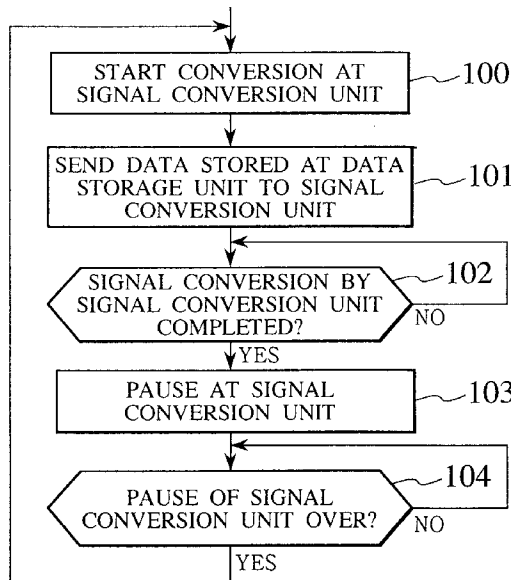 START CONVERSION AT
SIGNAL CONVERSION UNIT
100
SEND DATA STORED AT DATA
STORAGE UNIT TO SIGNAL
CONVERSION UNIT
101
SIGNAL CONVERSION BY
SIGNAL CONVERSION UNIT
COMPLETED?
102
NO
YES
PAUSE AT SIGNAL
CONVERSION UNIT
103
PAUSE OF SIGNAL
CONVERSION UNIT OVER?
104
NO
YES